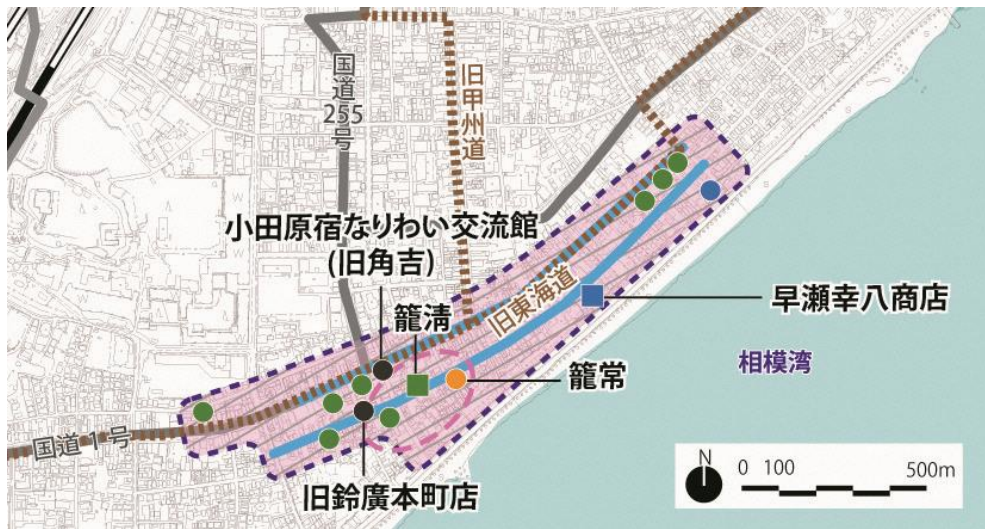 国道
255号
旧甲州道
小田原宿なりわい交流館
(旧角吉)
籠淸
旧東海道
早瀬幸八商店
籠常
相模湾
国道1号
旧鈴廣本町店
N
0 100 500m